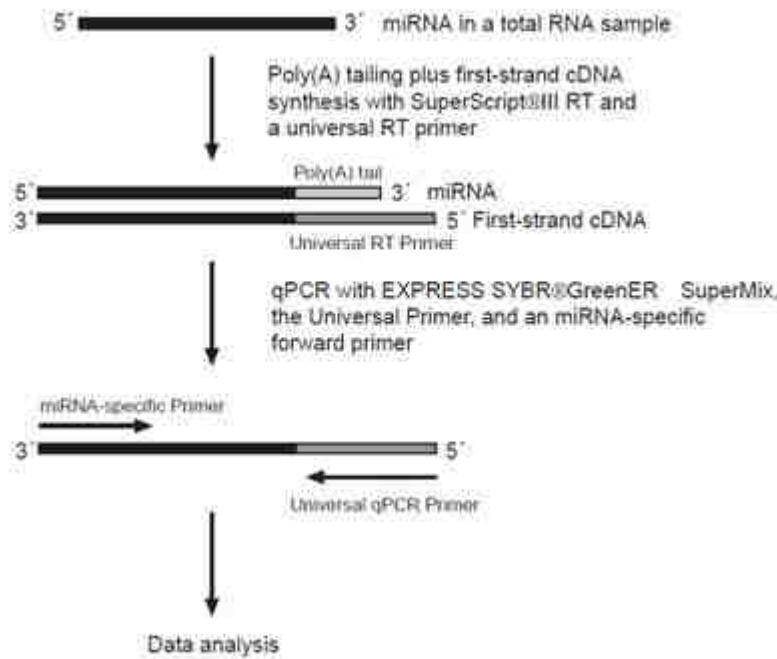 5´ 3´ miRNA in a total RNA sample
Poly(A) tailing plus first-strand cDNA
synthesis with SuperScript®III RT and
a universal RT primer
Poly(A) tail
5´ 3´ miRNA
3´ 5´ First-strand cDNA
Universal RT Primer
qPCR with EXPRESS SYBR®GreenER SuperMix,
the Universal Primer, and an miRNA-specific
forward primer
miRNA-specific Primer
3´ 5´
Universal qPCR Primer
Data analysis